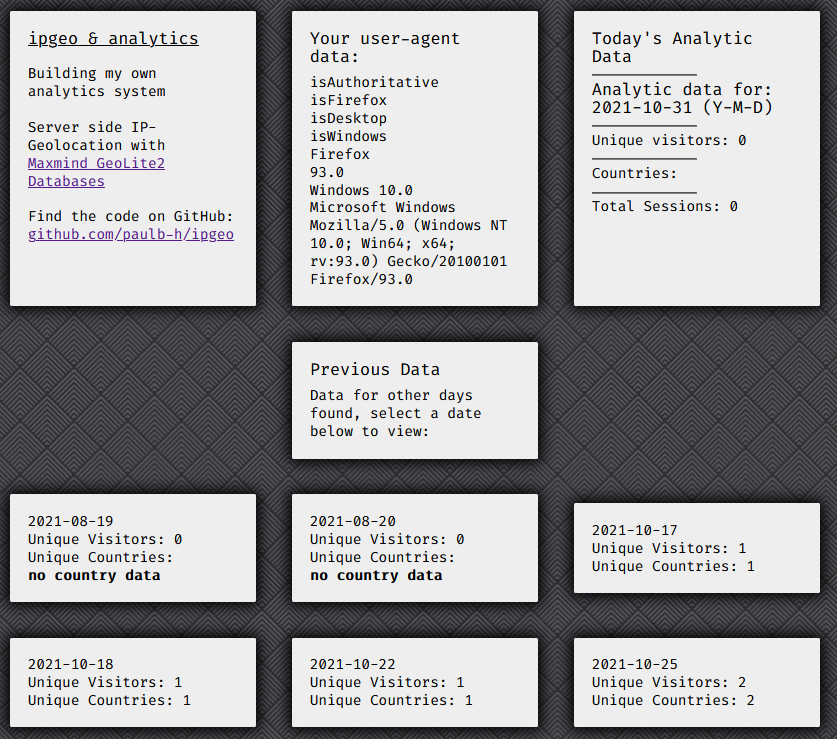 ipgeo & analytics
Building my own
analytics system
Server side IP-
Geolocation with
Maxmind GeoLite2
Databases
Find the code on GitHub:
github.com/paulb-h/ipgeo
Your user-agent
data:
isAuthoritative
isFirefox
isDesktop
isWindows
Firefox
93.0
Windows 10.0
Microsoft Windows
Mozilla/5.0 (Windows NT
10.0; Win64; x64;
rv:93.0) Gecko/20100101
Firefox/93.0
Today's Analytic
Data
Analytic data for:
2021-10-31 (Y-M-D)
Unique visitors: 0
Countries:
Total Sessions: 0
Previous Data
Data for other days
found, select a date
below to view:
2021-08-19
Unique Visitors: 0
Unique Countries:
no country data
2021-08-20
Unique Visitors: 0
Unique Countries:
no country data
2021-10-17
Unique Visitors: 1
Unique Countries: 1
2021-10-18
Unique Visitors: 1
Unique Countries: 1
2021-10-22
Unique Visitors: 1
Unique Countries: 1
2021-10-25
Unique Visitors: 2
Unique Countries: 2